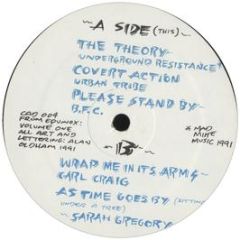 A SIDE (THIS)
THE THEORY
UNDERGROUND RESISTANCE
COVERT ACTION
URBAN TRIBE
PLEASE STAND BY
B.F.C.
CAD 004
FROM EQUINOX:
VOLUME ONE
ALL ART AND
LETTERING: ALAN
OLDHAM 1991
MAD
MIKE
MUSIC 1991
B
WRAP ME IN ITS ARMS
CARL CRAIG
AS TIME GOES BY (SITTING
UNDER A TREE)
SARAH GREGORY